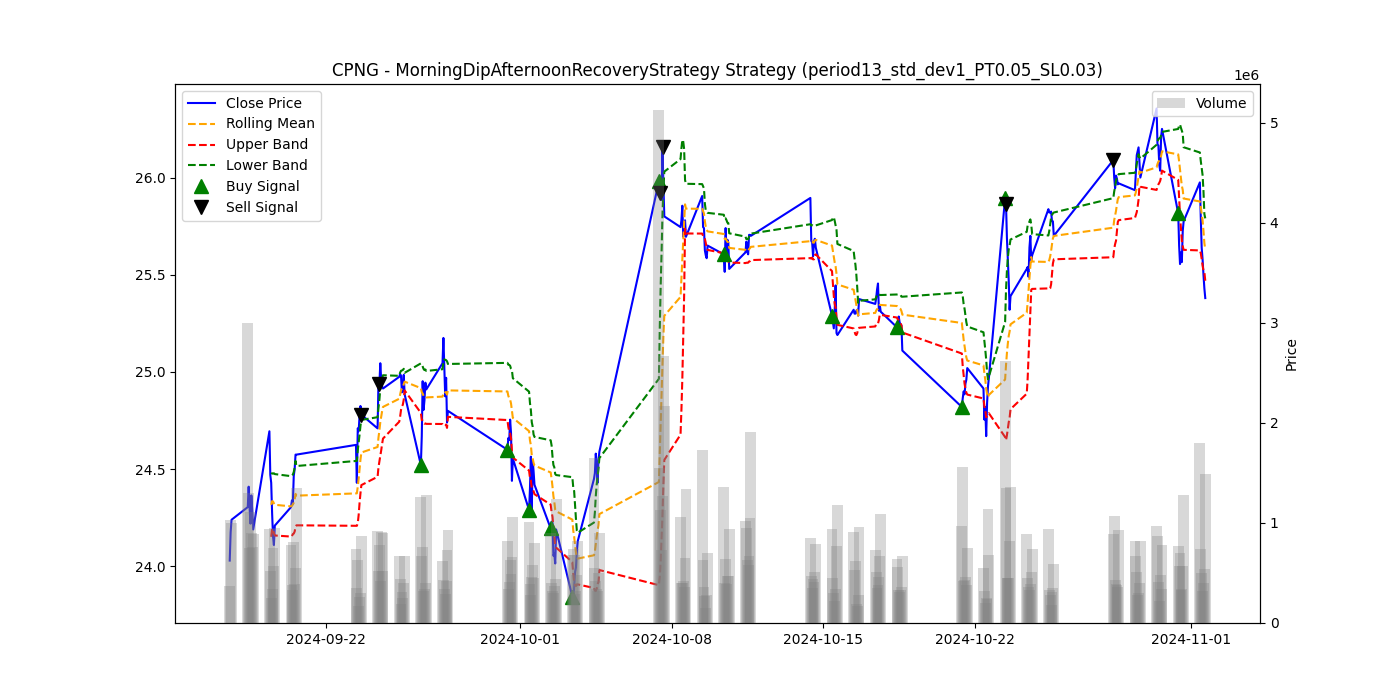 CPNG - MorningDipAfternoonRecoveryStrategy Strategy (period13_std_dev1_PT0.05_SL0.03)
1e6
Close Price
Rolling Mean
Upper Band
Lower Band
Buy Signal
Sell Signal
Volume
26.0
25.5
25.0
24.5
24.0
5
4
3
2
1
0
Price
2024-09-22
2024-10-01
2024-10-08
2024-10-15
2024-10-22
2024-11-01